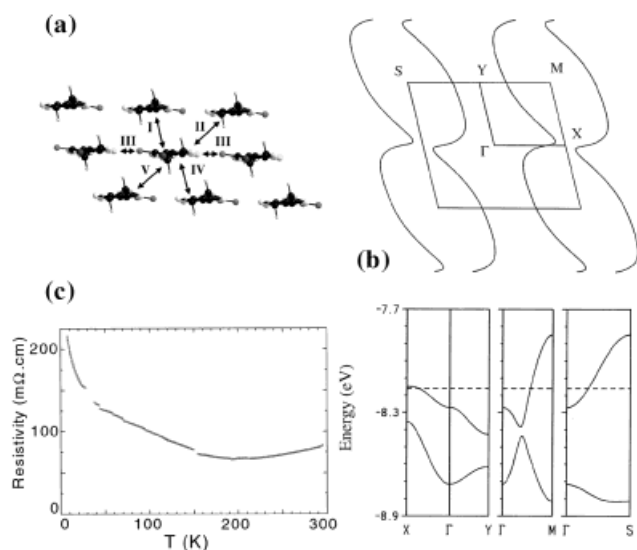 (a)
I
II
III
III
V
IV
S
Y
M
Γ
X
(b)
-7.7
-8.3
-8.9
Energy (eV)
X
Γ
Y
Γ
M
Γ
S
(c)
200
100
0
Resistivity (mΩ.cm)
0
100
200
300
T (K)